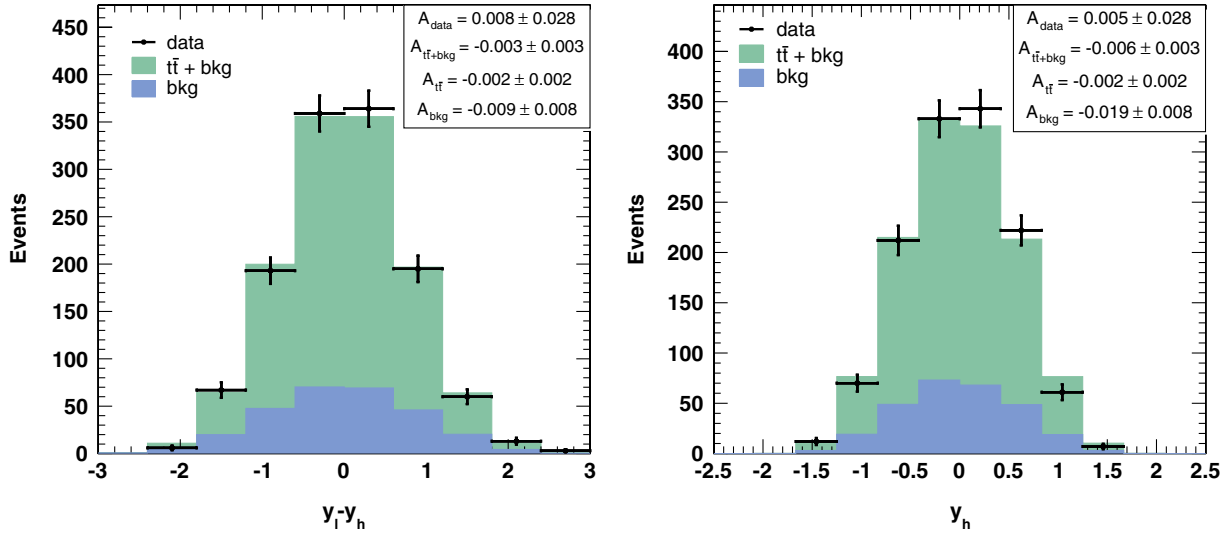 A_data = 0.008 ± 0.028
A_tt̄+bkg = -0.003 ± 0.003
A_tt̄ = -0.002 ± 0.002
A_bkg = -0.009 ± 0.008
data
tt̄ + bkg
bkg
Events
450
400
350
300
250
200
150
100
50
0
-3 -2 -1 0 1 2 3
y_l-y_h
A_data = 0.005 ± 0.028
A_tt̄+bkg = -0.006 ± 0.003
A_tt̄ = -0.002 ± 0.002
A_bkg = -0.019 ± 0.008
data
tt̄ + bkg
bkg
Events
400
350
300
250
200
150
100
50
0
-2.5 -2 -1.5 -1 -0.5 0 0.5 1 1.5 2 2.5
y_h